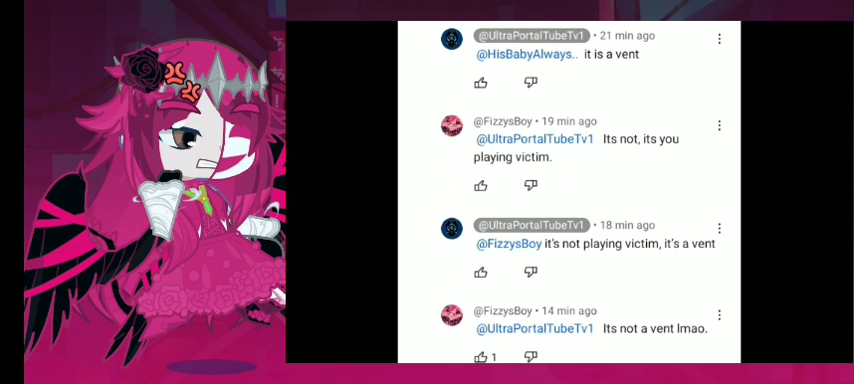 @UltraPortalTubeTv1 • 21 min ago
@HisBabyAlways.. it is a vent
@FizzysBoy • 19 min ago
@UltraPortalTubeTv1 Its not, its you
playing victim.
@UltraPortalTubeTv1 • 18 min ago
@FizzysBoy it's not playing victim, it's a vent
@FizzysBoy • 14 min ago
@UltraPortalTubeTv1 Its not a vent lmao.
1